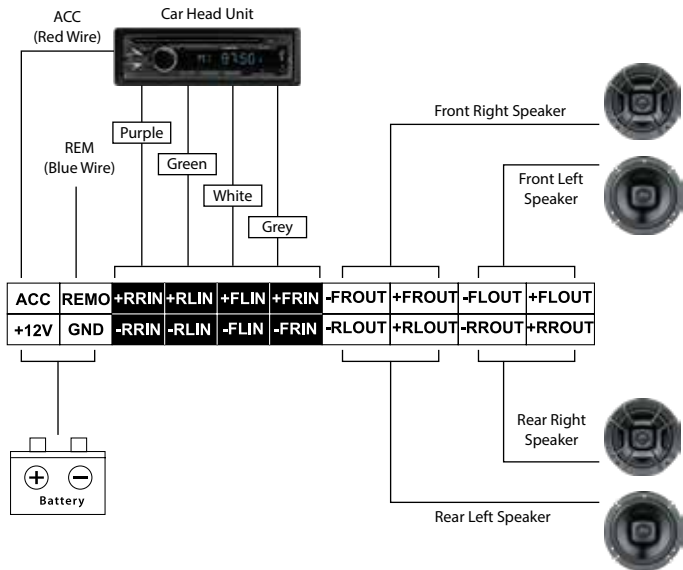 ACC
(Red Wire)
Car Head Unit
REM
(Blue Wire)
Purple
Green
White
Grey
Front Right Speaker
Front Left
Speaker
ACC REMO +RRIN +RLIN +FLIN +FRIN -FROUT +FROUT -FLOUT +FLOUT
+12V GND -RRIN -RLIN -FLIN -FRIN -RLOUT +RLOUT -RROUT +RROUT
Battery
Rear Right
Speaker
Rear Left Speaker